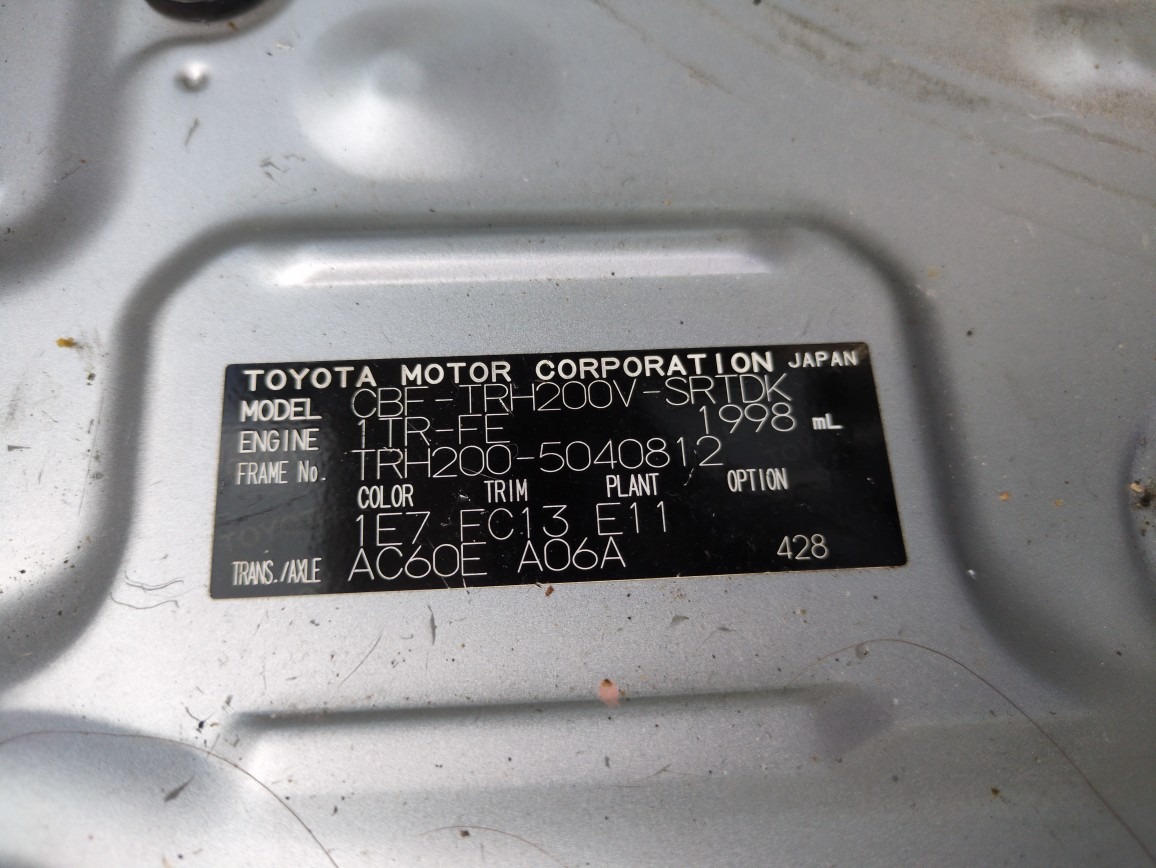 TOYOTA MOTOR CORPORATION JAPAN
MODEL CBF-TRH200V-SRTDK
ENGINE 1TR-FE 1998 mL
FRAME No. TRH200-5040812
COLOR TRIM PLANT OPTION
1E7 FC13 E11
TRANS./AXLE AC60E A06A 428